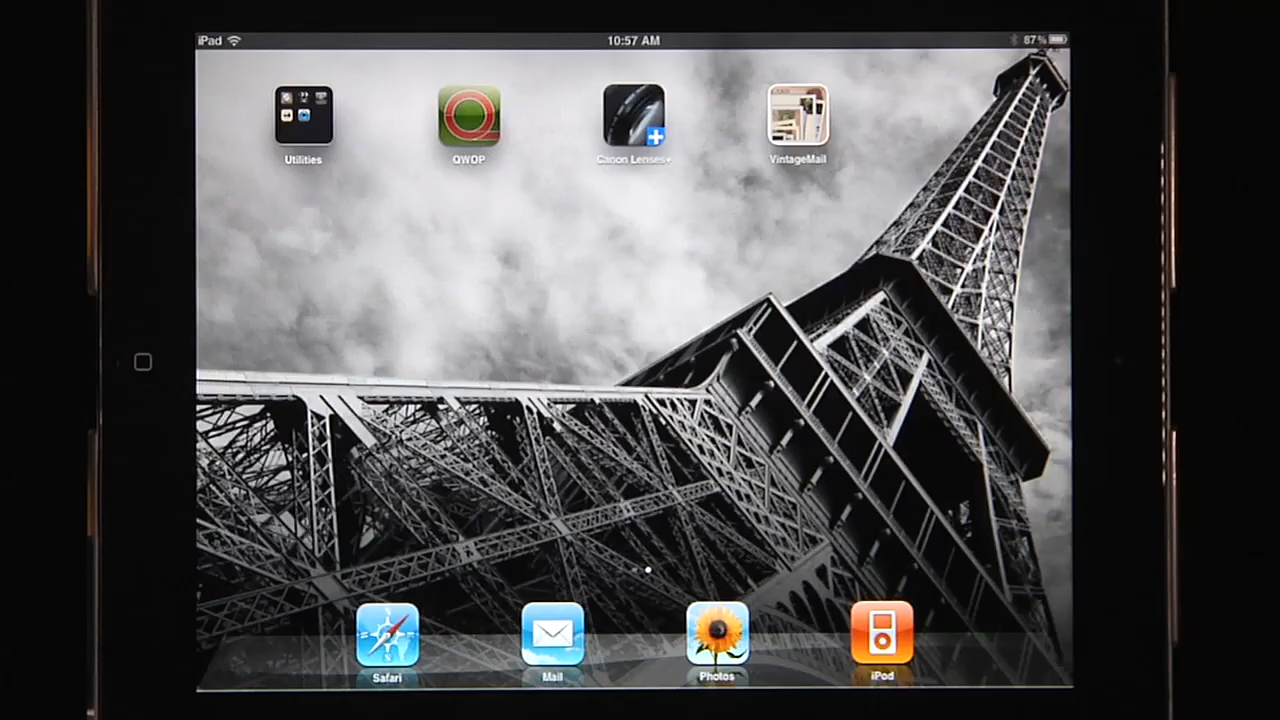 iPad
10:57 AM
87%
Utilities
QWOP
Canon Lenses+
VintageMail
Safari
Mail
Photos
iPod